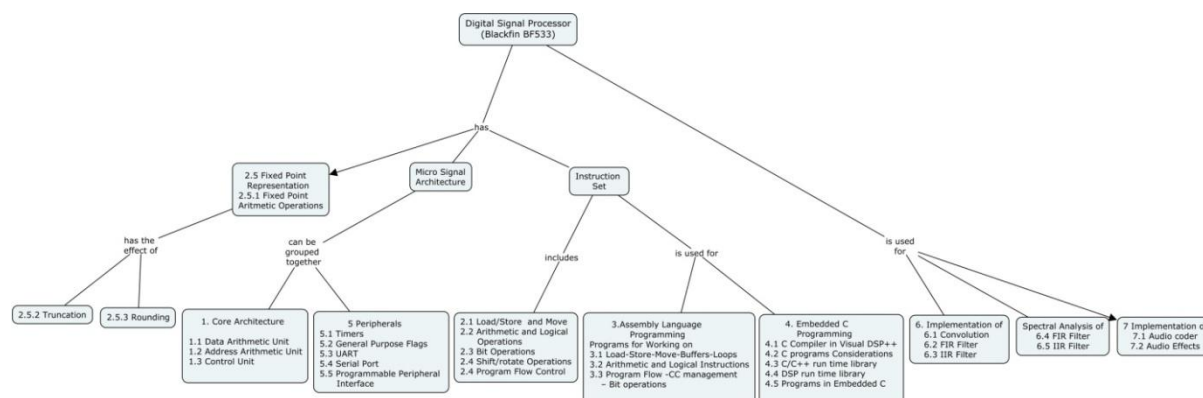 Digital Signal Processor
(Blackfin BF533)
has
2.5 Fixed Point
Representation
2.5.1 Fixed Point
Aritmetic Operations
Micro Signal
Architecture
Instruction
Set
has the
effect of
can be
grouped
together
includes
is used for
is used
for
2.5.2 Truncation
2.5.3 Rounding
1. Core Architecture
1.1 Data Arithmetic Unit
1.2 Address Arithmetic Unit
1.3 Control Unit
5 Peripherals
5.1 Timers
5.2 General Purpose Flags
5.3 UART
5.4 Serial Port
5.5 Programmable Peripheral
Interface
2.1 Load/Store and Move
2.2 Arithmetic and Logical
Operations
2.3 Bit Operations
2.4 Shift/rotate Operations
2.4 Program Flow Control
3.Assembly Language
Programming
Programs for Working on
3.1 Load-Store-Move-Buffers-Loops
3.2 Arithmetic and Logical Instructions
3.3 Program Flow -CC management
– Bit operations
4. Embedded C
Programming
4.1 C Compiler in Visual DSP++
4.2 C programs Considerations
4.3 C/C++ run time library
4.4 DSP run time library
4.5 Programs in Embedded C
6. Implementation of
6.1 Convolution
6.2 FIR Filter
6.3 IIR Filter
Spectral Analysis of
6.4 FIR Filter
6.5 IIR Filter
7 Implementation o
7.1 Audio coder
7.2 Audio Effects